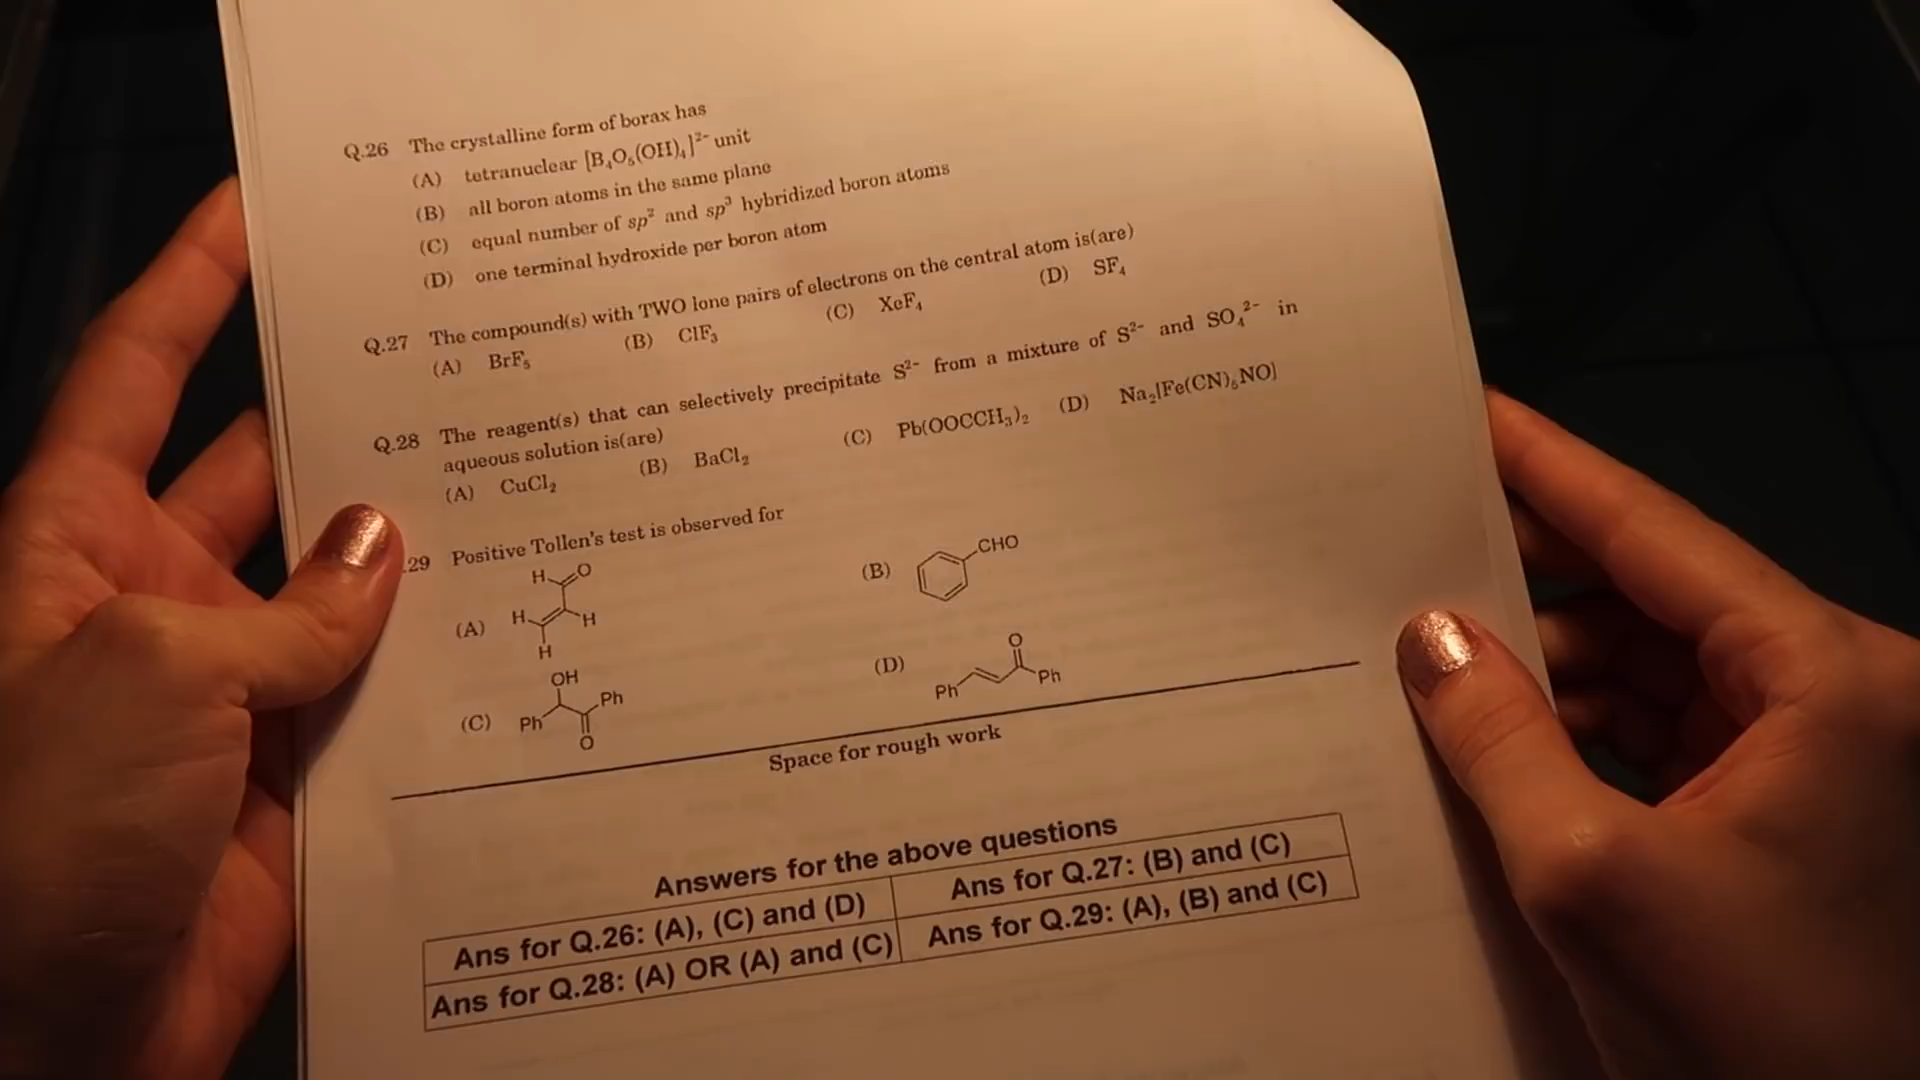 Q.26 The crystalline form of borax has
(A) tetranuclear [B₄O₅(OH)₄]²⁻ unit
(B) all boron atoms in the same plane
(C) equal number of sp² and sp³ hybridized boron atoms
(D) one terminal hydroxide per boron atom
Q.27 The compound(s) with TWO lone pairs of electrons on the central atom is(are)
(A) BrF₅ (B) ClF₃ (C) XeF₄ (D) SF₄
Q.28 The reagent(s) that can selectively precipitate S²⁻ from a mixture of S²⁻ and SO₄²⁻ in
aqueous solution is(are)
(A) CuCl₂ (B) BaCl₂ (C) Pb(OOCCH₃)₂ (D) Na₂[Fe(CN)₅NO]
.29 Positive Tollen's test is observed for
(A) H O H H H
(B) CHO
(C) OH Ph Ph O
(D) O Ph Ph
Space for rough work
Answers for the above questions
Ans for Q.26: (A), (C) and (D) Ans for Q.27: (B) and (C)
Ans for Q.28: (A) OR (A) and (C) Ans for Q.29: (A), (B) and (C)